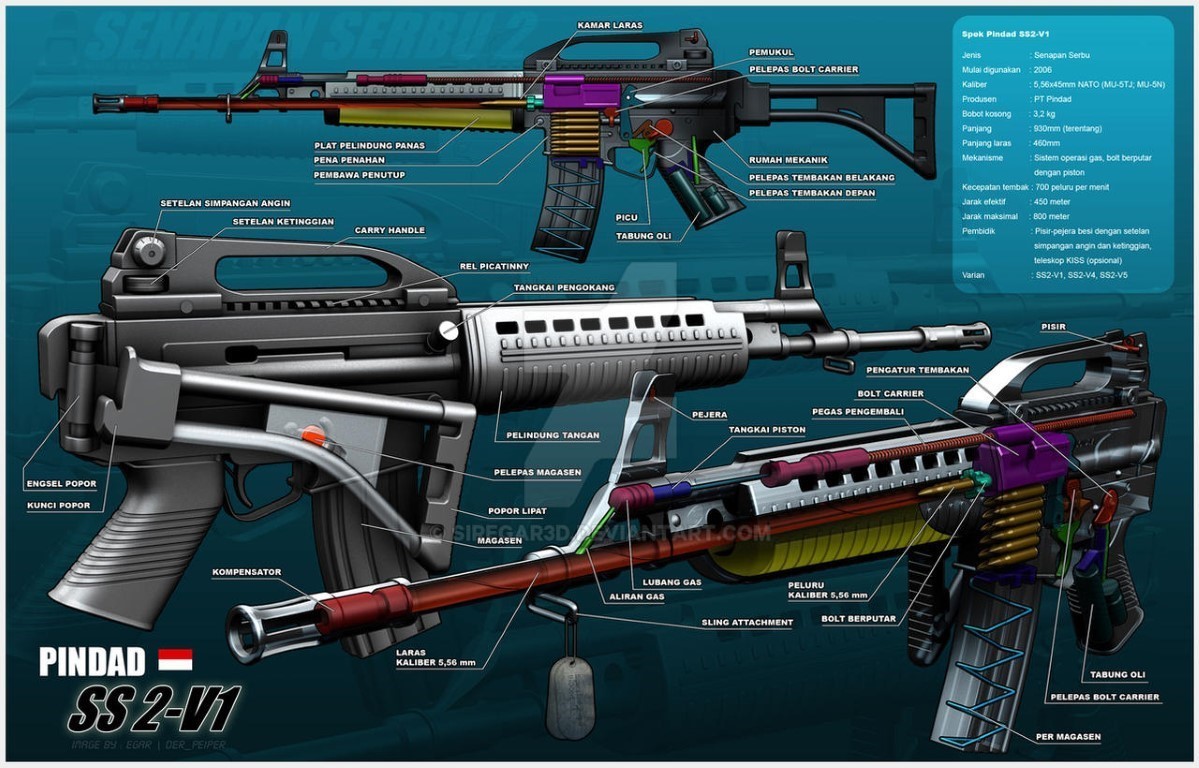 SENAPAN SERBU 2
KAMAR LARAS
PEMUKUL
PELEPAS BOLT CARRIER
PLAT PELINDUNG PANAS
PENA PENAHAN
PEMBAWA PENUTUP
RUMAH MEKANIK
PELEPAS TEMBAKAN BELAKANG
PELEPAS TEMBAKAN DEPAN
PICU
TABUNG OLI
Spek Pindad SS2-V1
Jenis : Senapan Serbu
Mulai digunakan : 2006
Kaliber : 5,56x45mm NATO (MU-5TJ; MU-5N)
Produsen : PT Pindad
Bobot kosong : 3,2 kg
Panjang : 930mm (terentang)
Panjang laras : 460mm
Mekanisme : Sistem operasi gas, bolt berputar
dengan piston
Kecepatan tembak : 700 peluru per menit
Jarak efektif : 450 meter
Jarak maksimal : 800 meter
Pembidik : Pisir-pejera besi dengan setelan
simpangan angin dan ketinggian,
teleskop KISS (opsional)
Varian : SS2-V1, SS2-V4, SS2-V5
SETELAN SIMPANGAN ANGIN
SETELAN KETINGGIAN
CARRY HANDLE
REL PICATINNY
TANGKAI PENGOKANG
PELINDUNG TANGAN
PELEPAS MAGASEN
POPOR LIPAT
MAGASEN
ENGSEL POPOR
KUNCI POPOR
PISIR
PENGATUR TEMBAKAN
BOLT CARRIER
PEGAS PENGEMBALI
PEJERA
TANGKAI PISTON
© SIREGAR3D.DEVIANTART.COM
KOMPENSATOR
LUBANG GAS
ALIRAN GAS
PELURU
KALIBER 5,56 mm
SLING ATTACHMENT
BOLT BERPUTAR
LARAS
KALIBER 5,56 mm
TABUNG OLI
PELEPAS BOLT CARRIER
PER MAGASEN
PINDAD
SS 2-V1
IMAGE BY : EGAR | DER_PEIPER